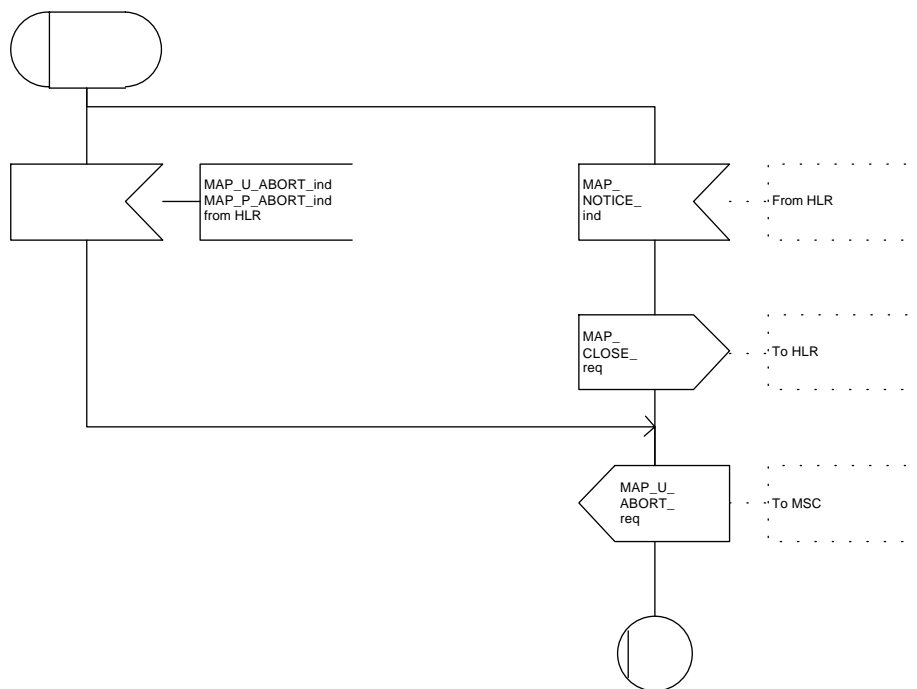 MAP_U_ABORT_ind
MAP_P_ABORT_ind
from HLR
MAP_
NOTICE_
ind
From HLR
MAP_
CLOSE_
req
To HLR
MAP_U_
ABORT_
req
To MSC